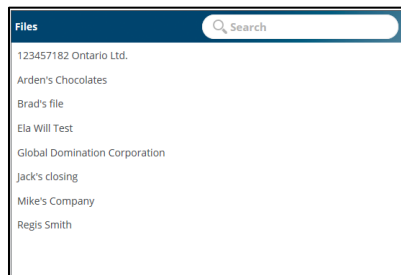 Files
Search
123457182 Ontario Ltd.
Arden's Chocolates
Brad's file
Ela Will Test
Global Domination Corporation
Jack's closing
Mike's Company
Regis Smith